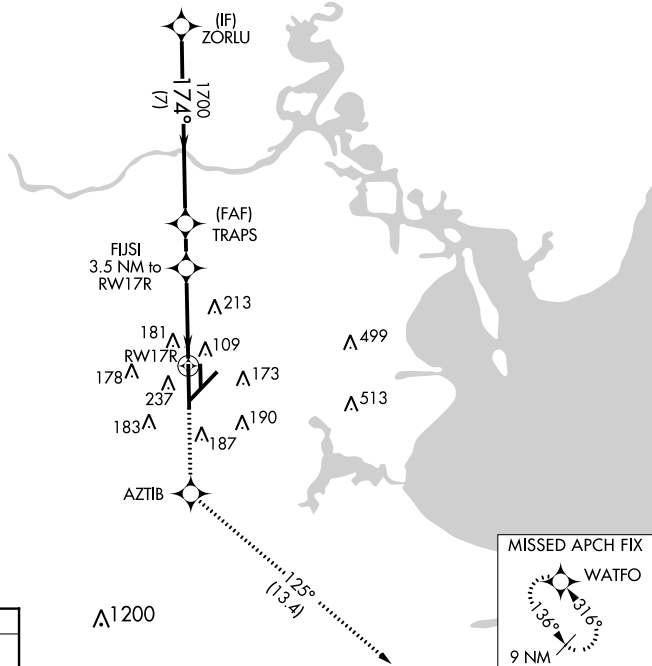 (IF)
ZORLU
1700
174°
(7)
(FAF)
TRAPS
FIJSI
3.5 NM to
RW17R
213
181
109
499
RW17R
178
173
237
513
183
190
187
AZTIB
125°
(13.4)
1200
MISSED APCH FIX
WATFO
316°
136°
9 NM